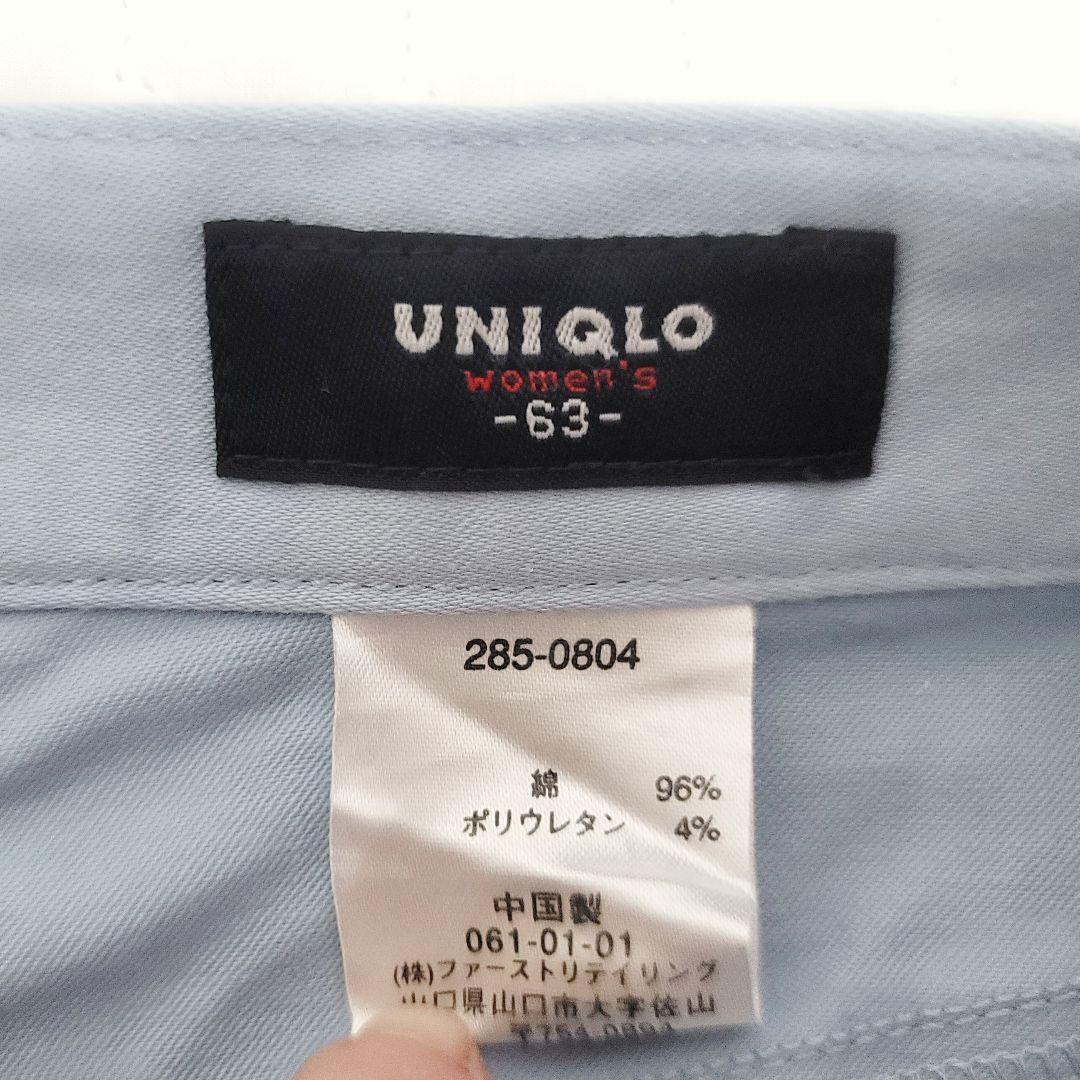 UNIQLO
women's
-63-
285-0804
綿 96%
ポリウレタン 4%
中国製
061-01-01
(株)ファーストリテイリング
山口県山口市大字佐山
〒754-0894